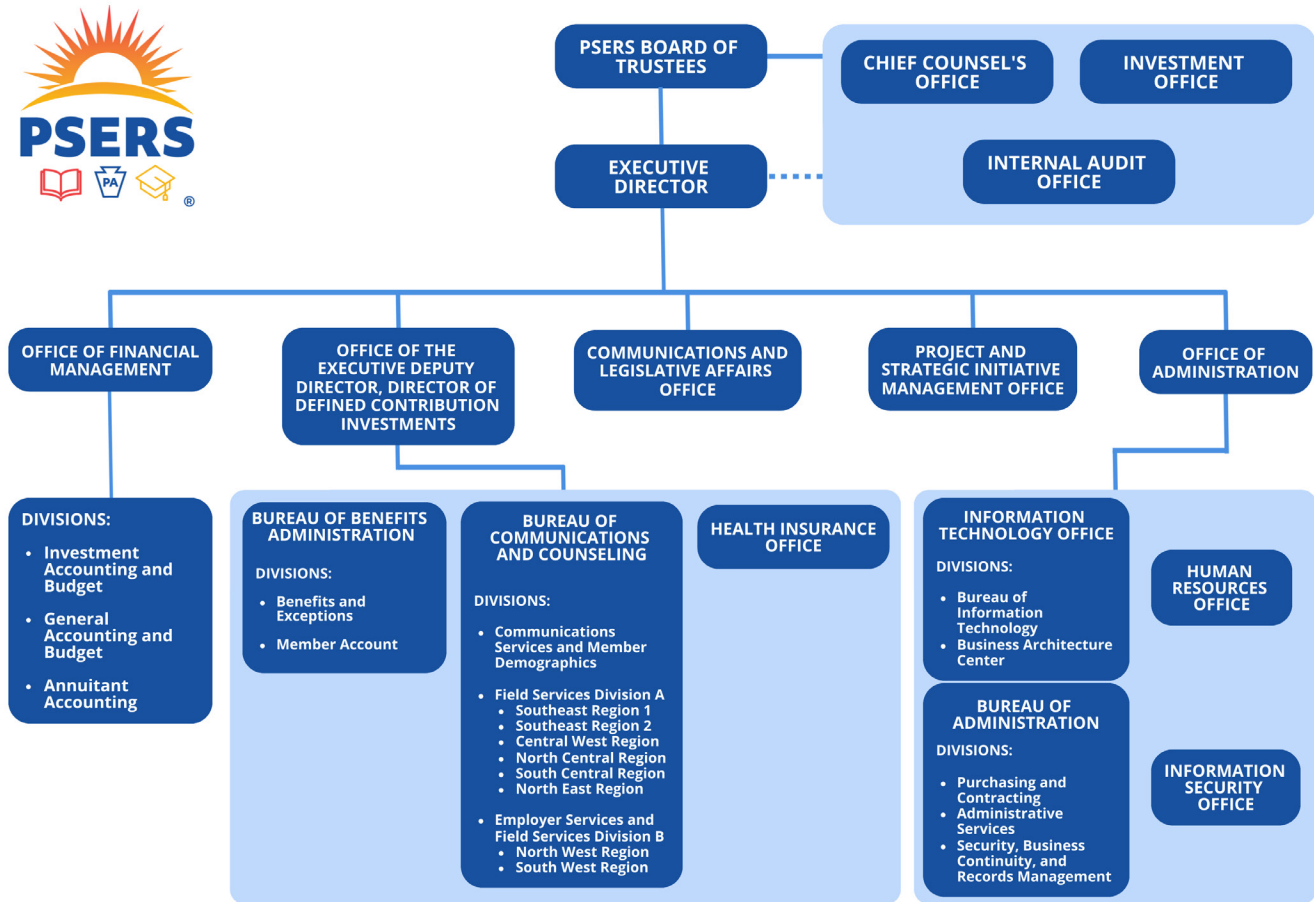 PSERS
PA
®
PSERS BOARD OF
TRUSTEES
CHIEF COUNSEL'S
OFFICE
INVESTMENT
OFFICE
INTERNAL AUDIT
OFFICE
EXECUTIVE
DIRECTOR
OFFICE OF FINANCIAL
MANAGEMENT
OFFICE OF THE
EXECUTIVE DEPUTY
DIRECTOR, DIRECTOR OF
DEFINED CONTRIBUTION
INVESTMENTS
COMMUNICATIONS AND
LEGISLATIVE AFFAIRS
OFFICE
PROJECT AND
STRATEGIC INITIATIVE
MANAGEMENT OFFICE
OFFICE OF
ADMINISTRATION
DIVISIONS:
• Investment
Accounting and
Budget
• General
Accounting and
Budget
• Annuitant
Accounting
BUREAU OF BENEFITS
ADMINISTRATION
DIVISIONS:
• Benefits and
Exceptions
• Member Account
BUREAU OF
COMMUNICATIONS
AND COUNSELING
DIVISIONS:
• Communications
Services and Member
Demographics
• Field Services Division A
• Southeast Region 1
• Southeast Region 2
• Central West Region
• North Central Region
• South Central Region
• North East Region
• Employer Services and
Field Services Division B
• North West Region
• South West Region
HEALTH INSURANCE
OFFICE
INFORMATION
TECHNOLOGY OFFICE
DIVISIONS:
• Bureau of
Information
Technology
• Business Architecture
Center
HUMAN
RESOURCES
OFFICE
BUREAU OF
ADMINISTRATION
DIVISIONS:
• Purchasing and
Contracting
• Administrative
Services
• Security, Business
Continuity, and
Records Management
INFORMATION
SECURITY
OFFICE